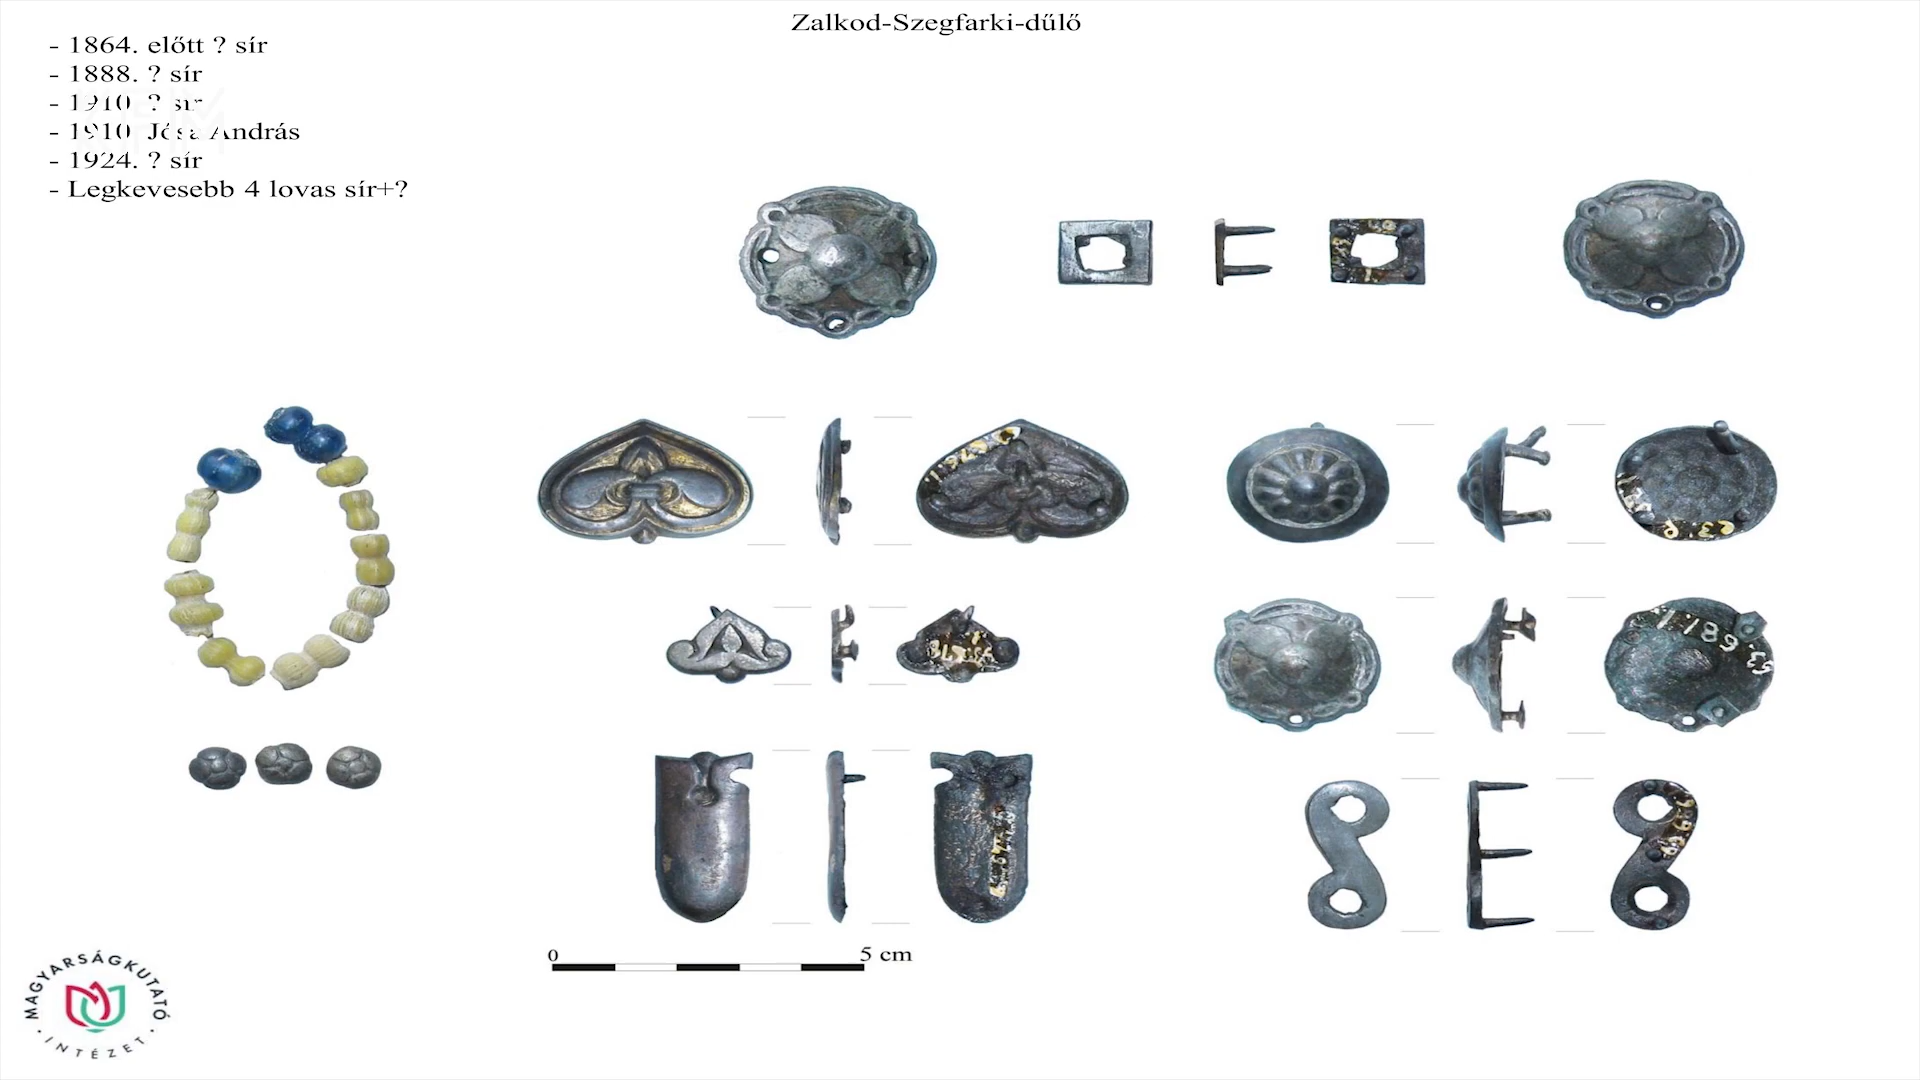 Zalkod-Szegfarki-dűlő
- 1864. előtt ? sír
- 1888. ? sír
- 1910. ? sír
- 1910. Jósa András
- 1924. ? sír
- Legkevesebb 4 lovas sír+?
0 5 cm
MAGYARSÁGKUTATÓ
· INTÉZET ·